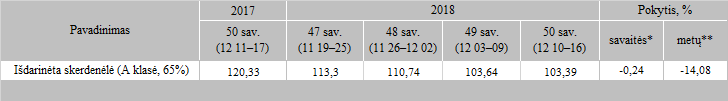 Pavadinimas 2017 2018 Pokytis, %
50 sav. (12 11–17) 47 sav. (11 19–25) 48 sav. (11 26–12 02) 49 sav. (12 03–09) 50 sav. (12 10–16) savaitės* metų**
Išdarinėta skerdenėlė (A klasė, 65%) 120,33 113,3 110,74 103,64 103,39 -0,24 -14,08